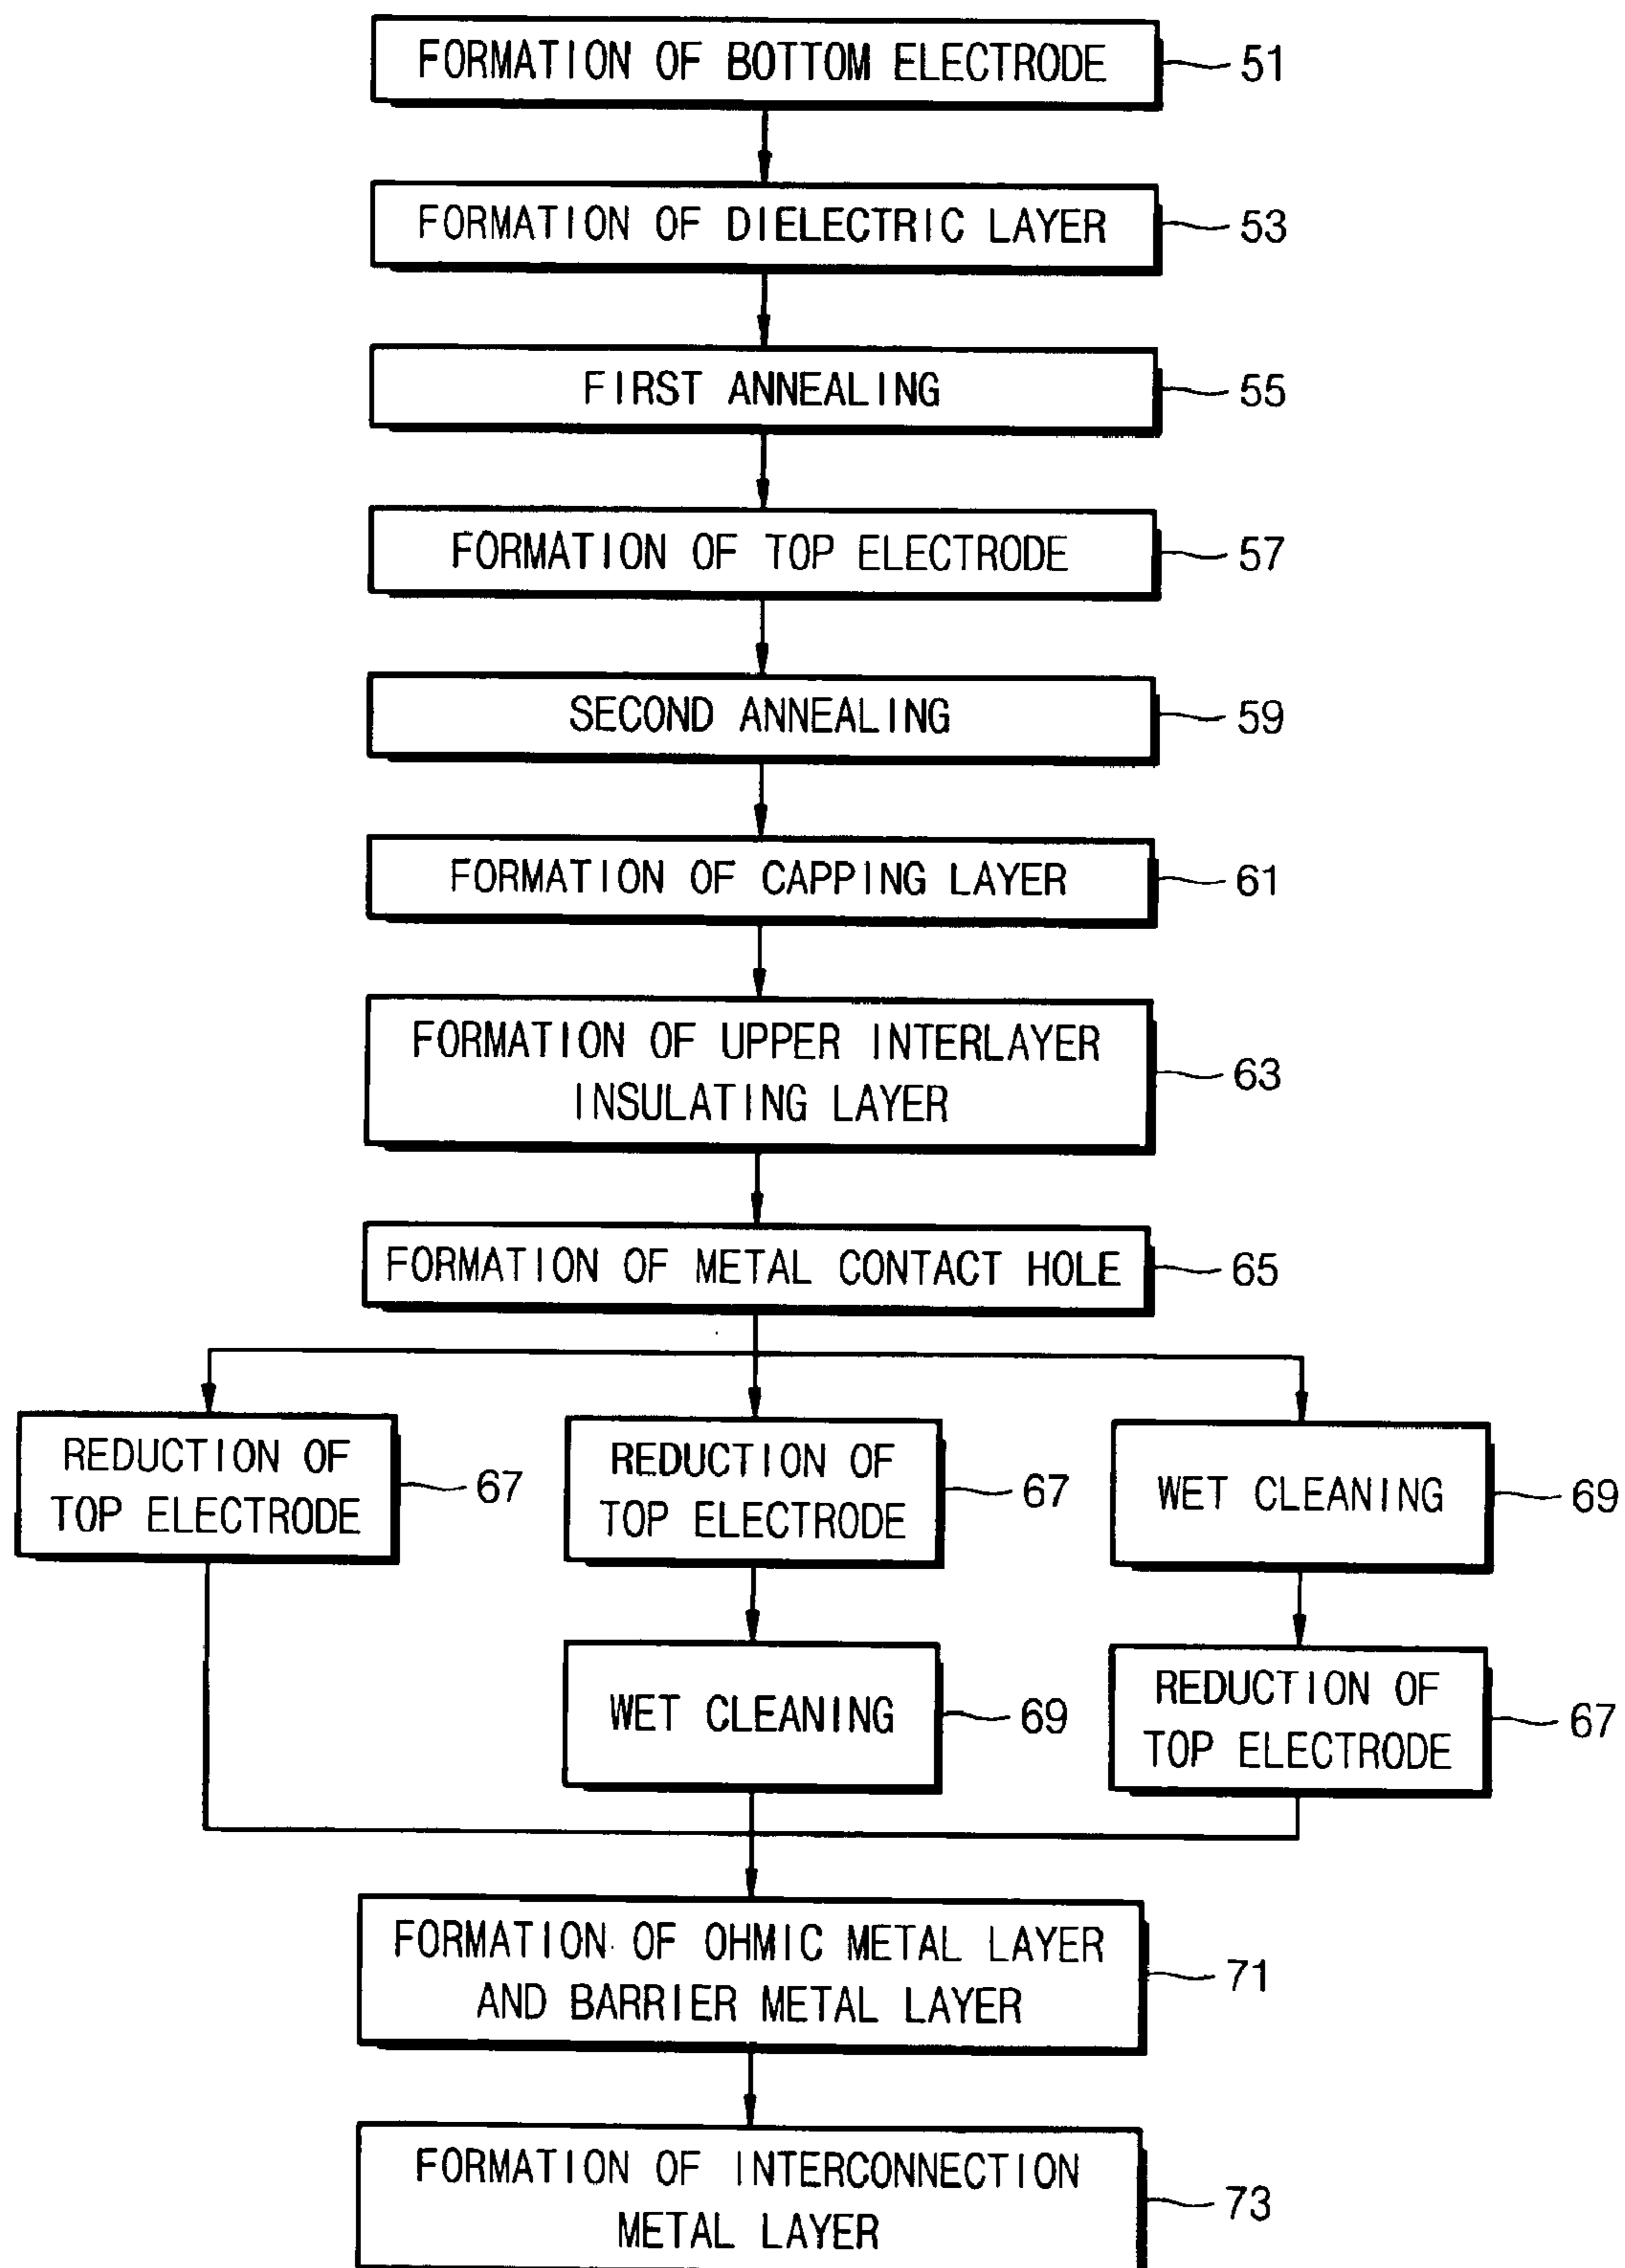 FORMATION OF BOTTOM ELECTRODE 51
FORMATION OF DIELECTRIC LAYER 53
FIRST ANNEALING 55
FORMATION OF TOP ELECTRODE 57
SECOND ANNEALING 59
FORMATION OF CAPPING LAYER 61
FORMATION OF UPPER INTERLAYER
INSULATING LAYER
63
FORMATION OF METAL CONTACT HOLE 65
REDUCTION OF
TOP ELECTRODE
67
REDUCTION OF
TOP ELECTRODE
67
WET CLEANING 69
WET CLEANING 69
REDUCTION OF
TOP ELECTRODE
67
FORMATION OF OHMIC METAL LAYER
AND BARRIER METAL LAYER
71
FORMATION OF INTERCONNECTION
METAL LAYER
73